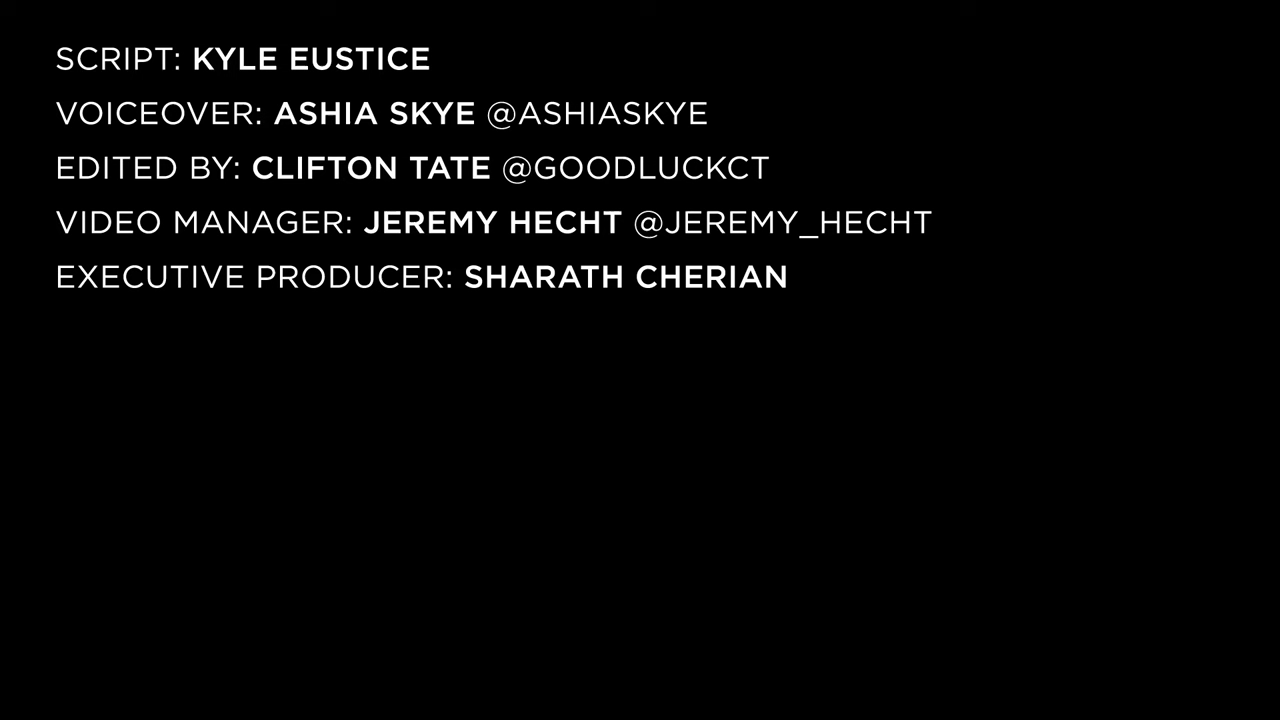 SCRIPT: KYLE EUSTICE
VOICEOVER: ASHIA SKYE @ASHIASKYE
EDITED BY: CLIFTON TATE @GOODLUCKCT
VIDEO MANAGER: JEREMY HECHT @JEREMY_HECHT
EXECUTIVE PRODUCER: SHARATH CHERIAN